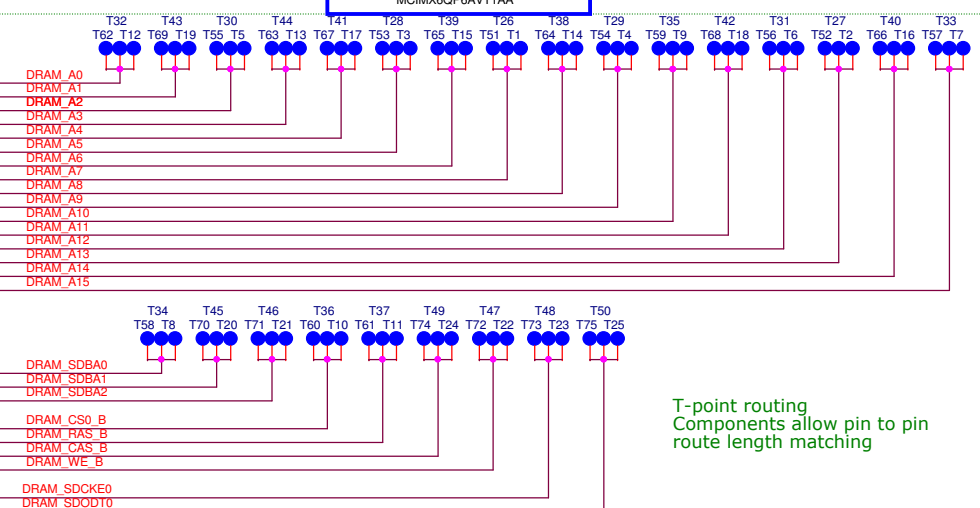 MCIMX6QP6AVT1AA
T32 T43 T30 T44 T41 T28 T39 T26 T38 T29 T35 T42 T31 T27 T40 T33
T62 T12 T69 T19 T55 T5 T63 T13 T67 T17 T53 T3 T65 T15 T51 T1 T64 T14 T54 T4 T59 T9 T68 T18 T56 T6 T52 T2 T66 T16 T57 T7
DRAM_A0
DRAM_A1
DRAM_A2
DRAM_A3
DRAM_A4
DRAM_A5
DRAM_A6
DRAM_A7
DRAM_A8
DRAM_A9
DRAM_A10
DRAM_A11
DRAM_A12
DRAM_A13
DRAM_A14
DRAM_A15
T34 T45 T46 T36 T37 T49 T47 T48 T50
T58 T8 T70 T20 T71 T21 T60 T10 T61 T11 T74 T24 T72 T22 T73 T23 T75 T25
DRAM_SDBA0
DRAM_SDBA1
DRAM_SDBA2
DRAM_CS0_B
DRAM_RAS_B
DRAM_CAS_B
DRAM_WE_B
DRAM_SDCKE0
DRAM_SDODT0
T-point routing
Components allow pin to pin
route length matching